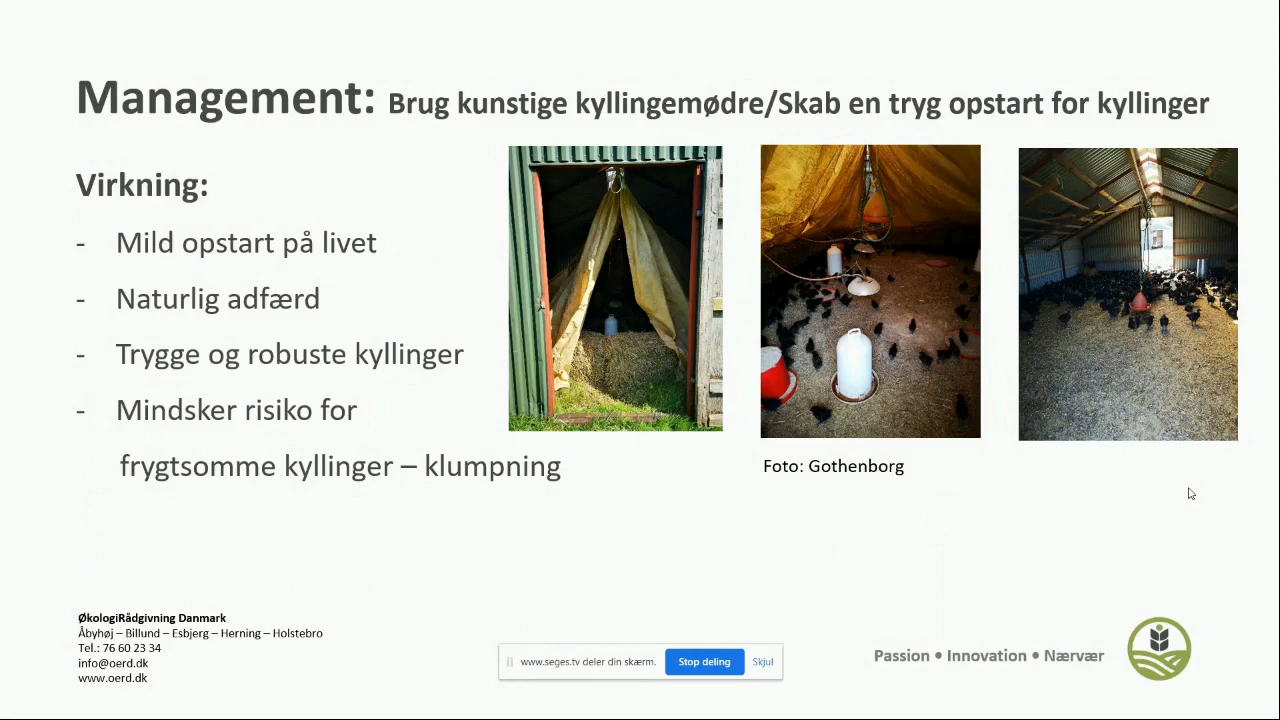 Management: Brug kunstige kyllingemødre/Skab en tryg opstart for kyllinger
Virkning:
- Mild opstart på livet
- Naturlig adfærd
- Trygge og robuste kyllinger
- Mindsker risiko for
frygtsomme kyllinger – klumpning
Foto: Gothenborg
ØkologiRådgivning Danmark
Åbyhøj – Billund – Esbjerg – Herning – Holstebro
Tel.: 76 60 23 34
info@oerd.dk
www.oerd.dk
www.seges.tv deler din skærm.
Stop deling
Skjul
Passion • Innovation • Nærvær